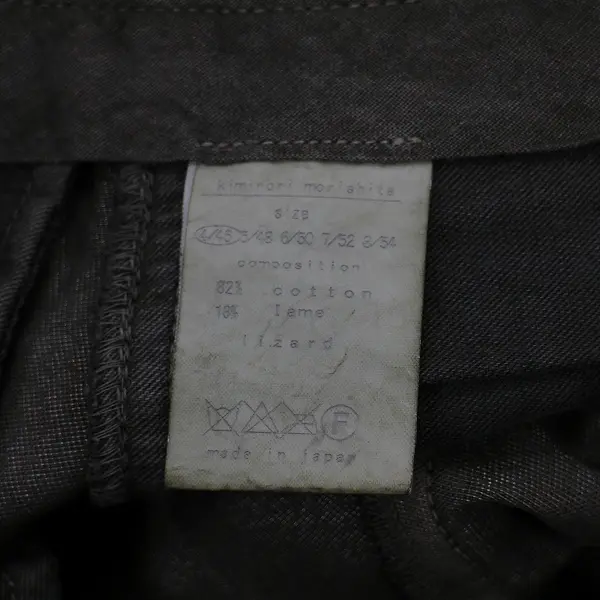 kiminori morishita
size
4/46 5/48 6/50 7/52 8/54
composition
82% cotton
18% lame
lizard
F
made in japan